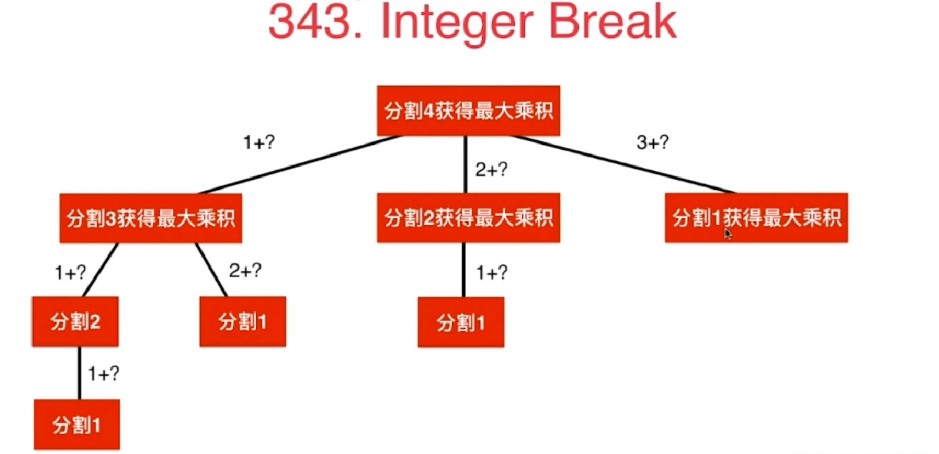 343. Integer Break
分割4获得最大乘积
1+?
2+?
3+?
分割3获得最大乘积
分割2获得最大乘积
分割1获得最大乘积
1+?
2+?
1+?
分割2
分割1
分割1
1+?
分割1